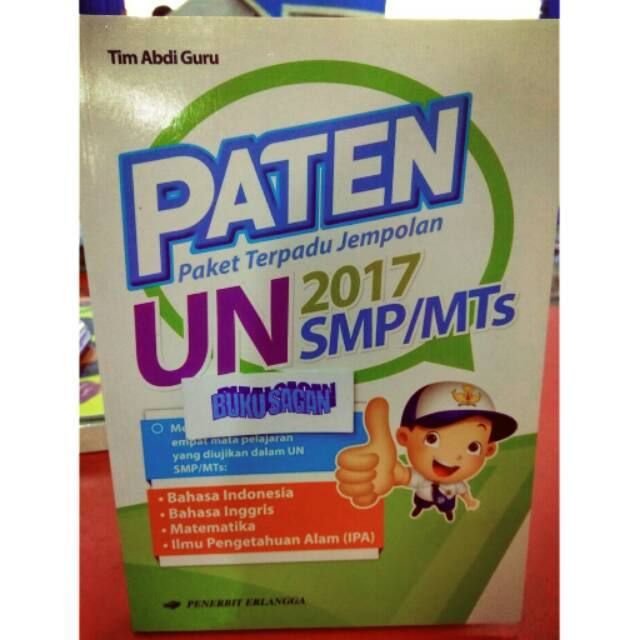 Tim Abdi Guru
PATEN
Paket Terpadu Jempolan
UN 2017
SMP/MTs
BUKU SAGAN
empat mata pelajaran
yang diujikan dalam UN
SMP/MTs:
• Bahasa Indonesia
• Bahasa Inggris
• Matematika
• Ilmu Pengetahuan Alam (IPA)
PENERBIT ERLANGGA